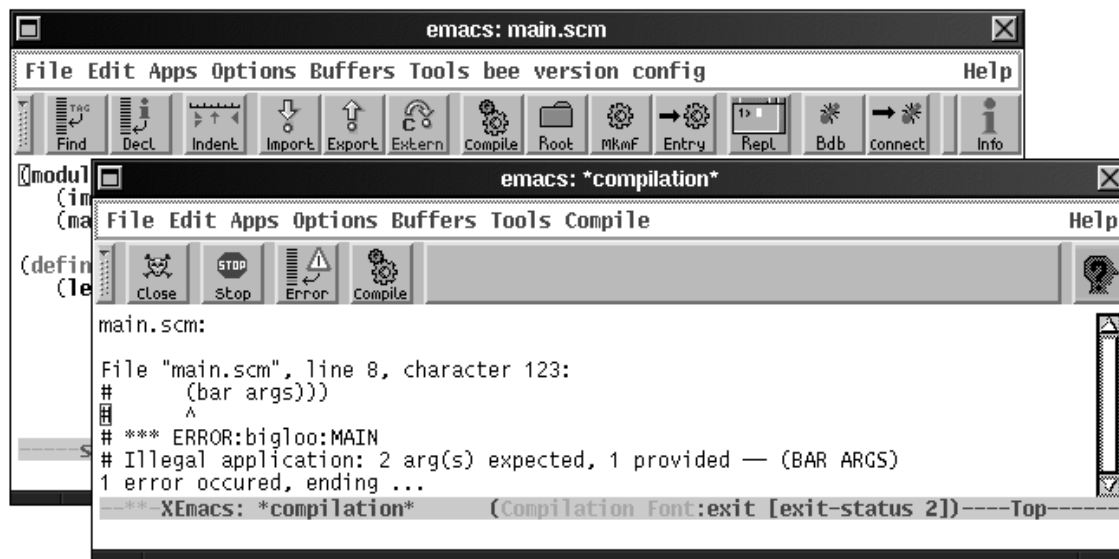 emacs: main.scm
File Edit Apps Options Buffers Tools bee version config Help
TAG 1>
Find Decl Indent Import Export Extern Compile Root MKmF Entry Repl Bdb Connect Info
(modul
(im
(ma
(defin
(le
emacs: *compilation*
File Edit Apps Options Buffers Tools Compile Help
STOP
Close Stop Error Compile
main.scm:
File "main.scm", line 8, character 123:
# (bar args)))
# ^
# *** ERROR:bigloo:MAIN
# Illegal application: 2 arg(s) expected, 1 provided — (BAR ARGS)
1 error occured, ending ...
--**-XEmacs: *compilation* (Compilation Font:exit [exit-status 2])----Top------